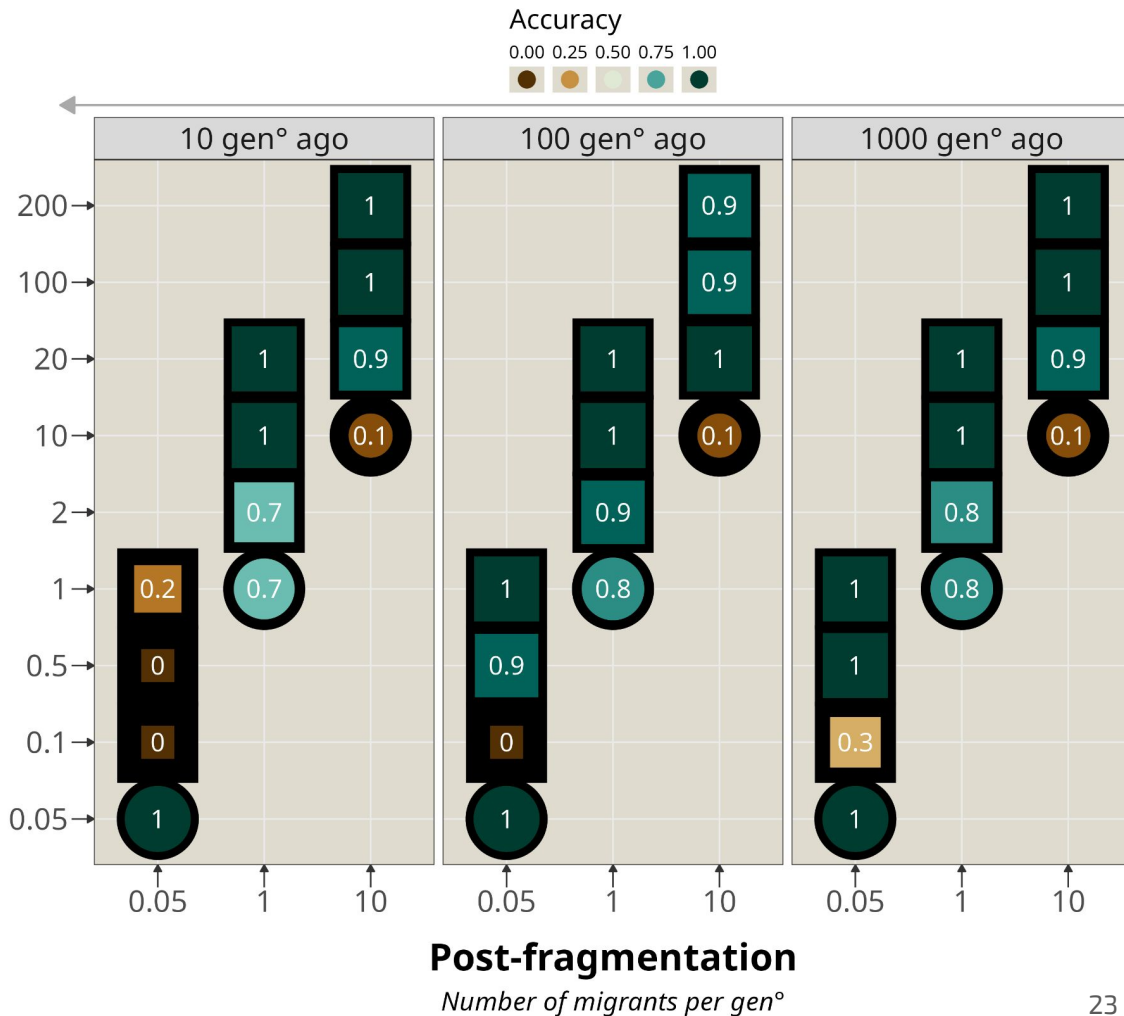 Accuracy
0.00 0.25 0.50 0.75 1.00
10 gen° ago 100 gen° ago 1000 gen° ago
200 1 0.9 1
100 1 0.9 1
20 1 0.9 1 1 1 0.9
10 1 0.1 1 0.1 1 0.1
2 0.7 0.9 0.8
1 0.2 0.7 1 0.8 1 0.8
0.5 0 0.9 1
0.1 0 0 0.3
0.05 1 1 1
0.05 1 10 0.05 1 10 0.05 1 10
Post-fragmentation
Number of migrants per gen°
23